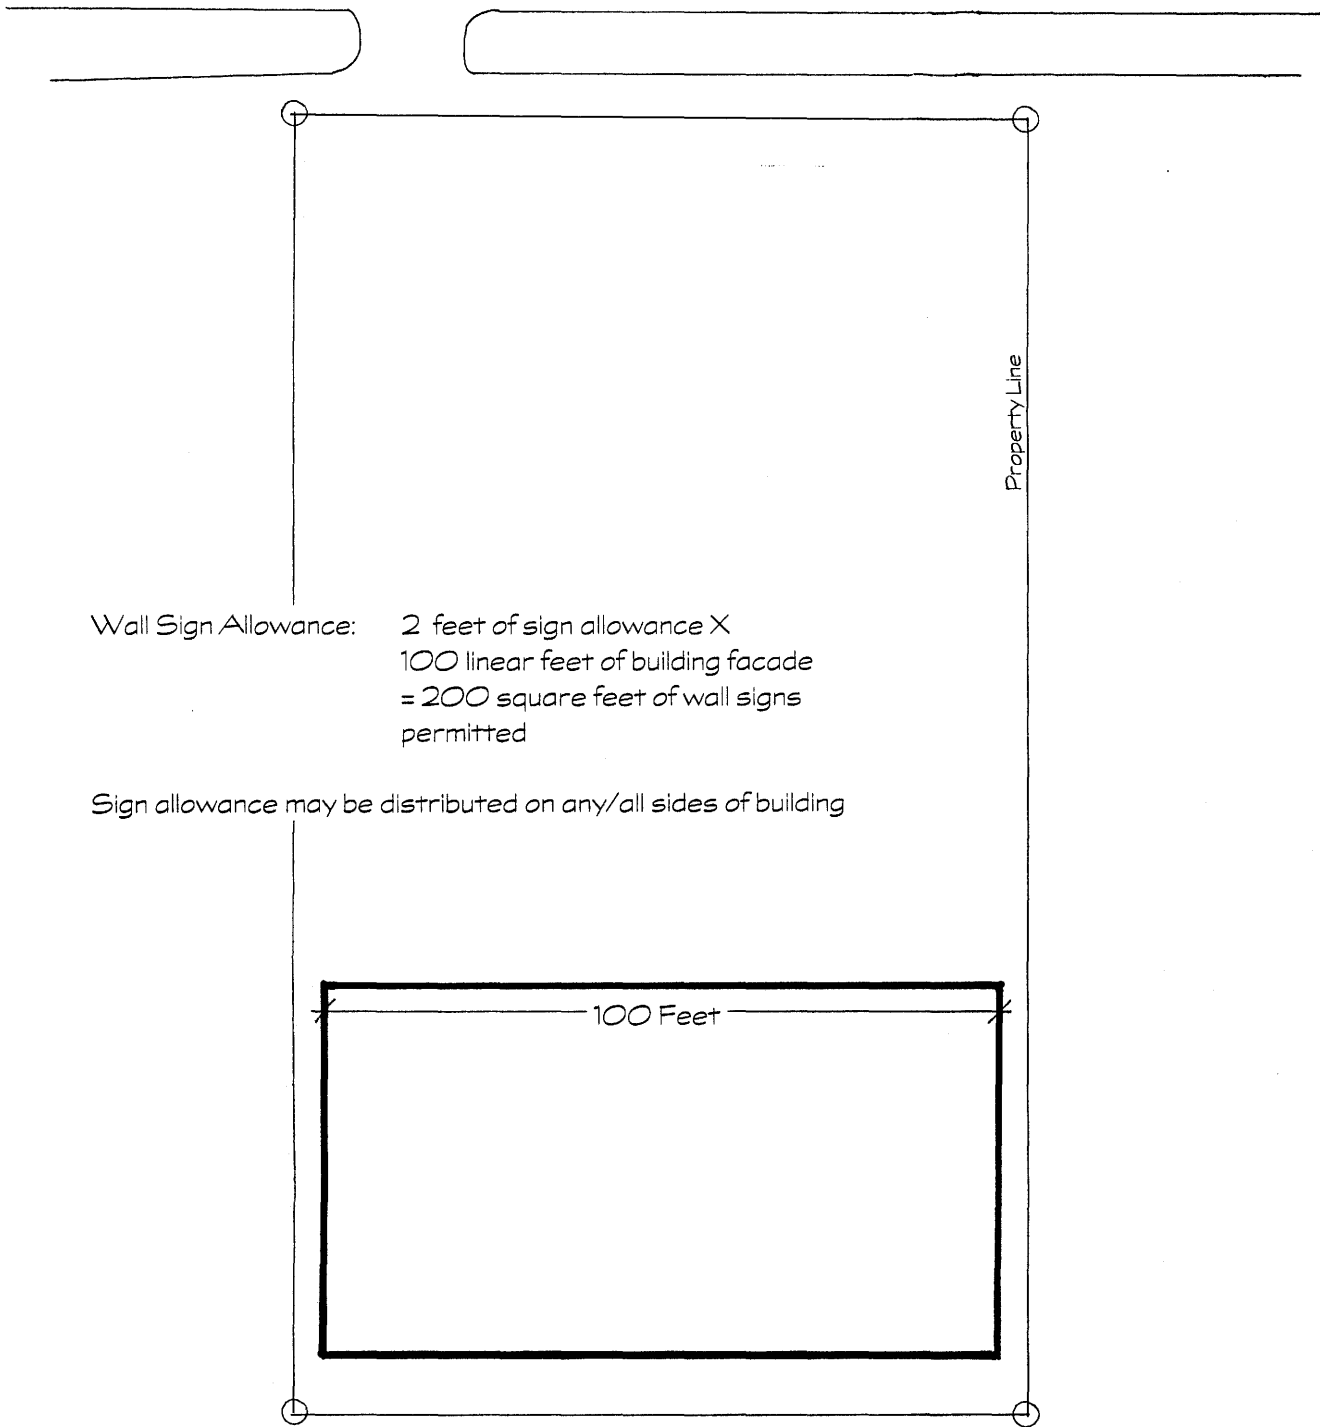 Property Line
Wall Sign Allowance: 2 feet of sign allowance X
100 linear feet of building facade
= 200 square feet of wall signs
permitted
Sign allowance may be distributed on any/all sides of building
100 Feet